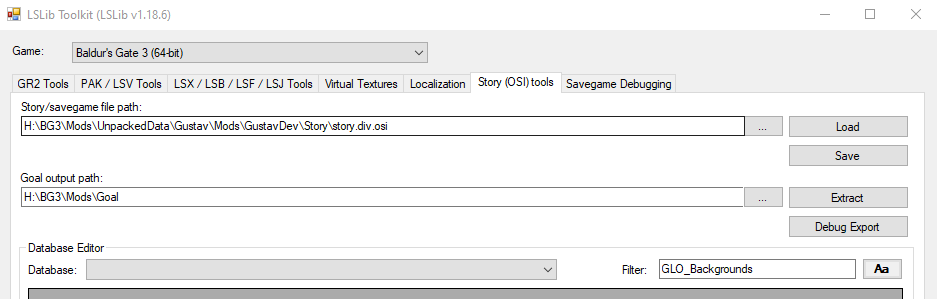 LSLib Toolkit (LSLib v1.18.6)
Game: Baldur's Gate 3 (64-bit)
GR2 Tools PAK / LSV Tools LSX / LSB / LSF / LSJ Tools Virtual Textures Localization Story (OSI) tools Savegame Debugging
Story/savegame file path:
H:\BG3\Mods\UnpackedData\Gustav\Mods\GustavDev\Story\story.div.osi ... Load
Save
Goal output path:
H:\BG3\Mods\Goal ... Extract
Debug Export
Database Editor
Database: Filter: GLO_Backgrounds Aa